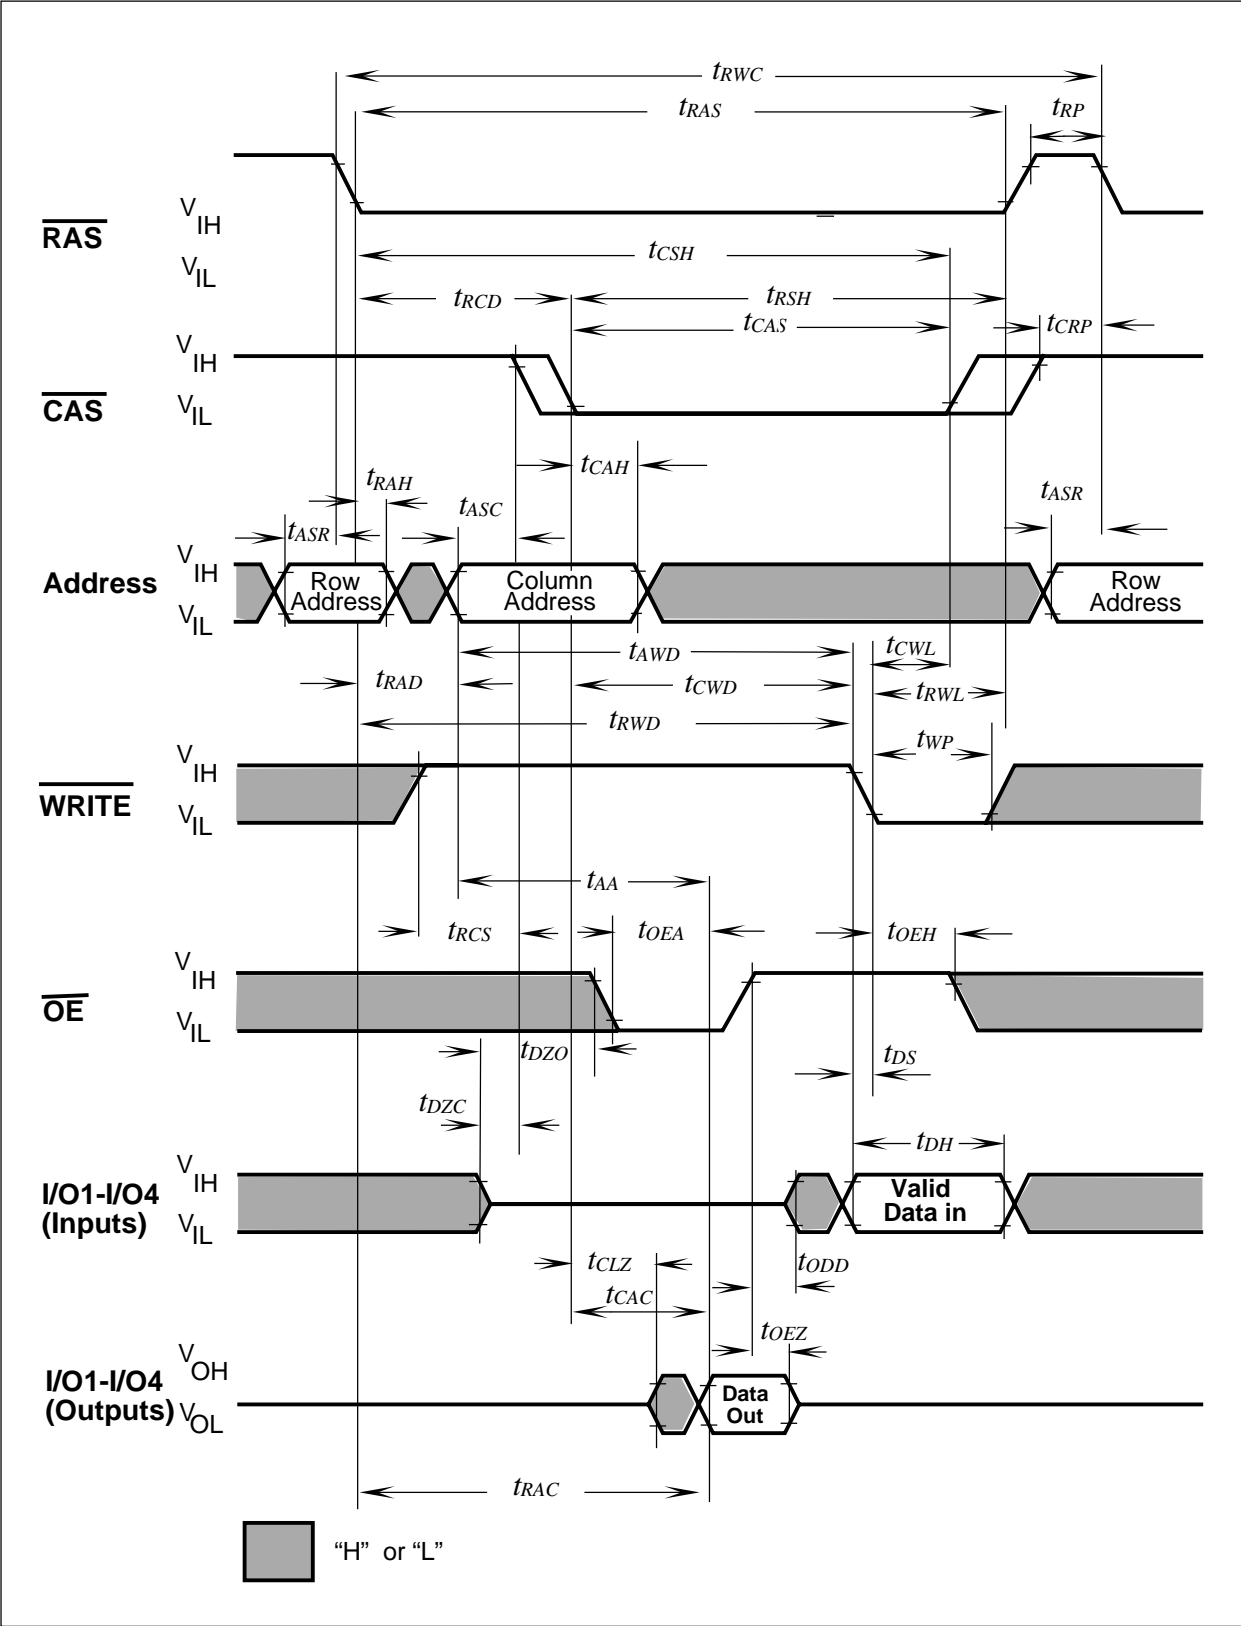 tRWC
tRAS
tRP
RAS
VIH
VIL
tCSH
tRCD
tRSH
tCAS
tCRP
CAS
VIH
VIL
tCAH
tRAH
tASC
tASR
tASR
Address
VIH
VIL
Row
Address
Column
Address
Row
Address
tAWD
tCWL
tRAD
tCWD
tRWL
tRWD
tWP
WRITE
VIH
VIL
tAA
tRCS
tOEA
tOEH
OE
VIH
VIL
tDZO
tDS
tDZC
tDH
I/O1-I/O4
(Inputs)
VIH
VIL
Valid
Data in
tCLZ
tODD
tCAC
tOEZ
I/O1-I/O4
(Outputs)
VOH
VOL
Data
Out
tRAC
“H” or “L”